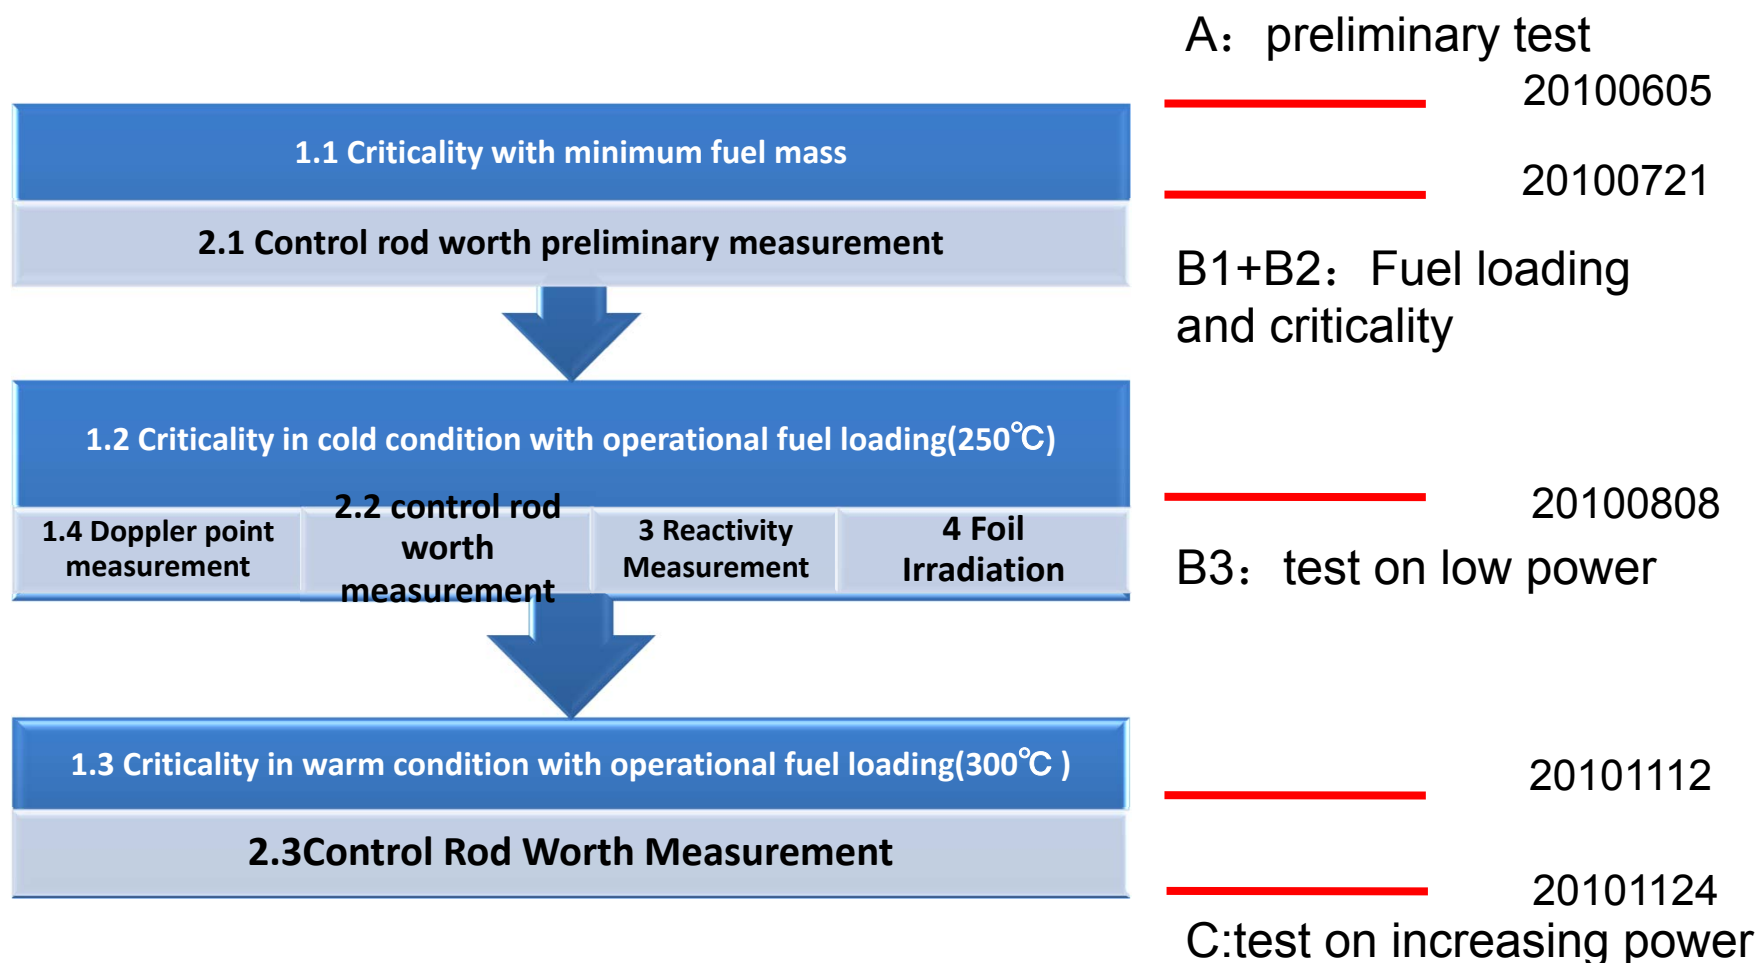 A：preliminary test
20100605
1.1 Criticality with minimum fuel mass
20100721
2.1 Control rod worth preliminary measurement
B1+B2：Fuel loading
and criticality
1.2 Criticality in cold condition with operational fuel loading(250℃)
20100808
1.4 Doppler point
measurement
2.2 control rod
worth
measurement
3 Reactivity
Measurement
4 Foil
Irradiation
B3：test on low power
1.3 Criticality in warm condition with operational fuel loading(300℃ )
20101112
2.3Control Rod Worth Measurement
20101124
C:test on increasing power